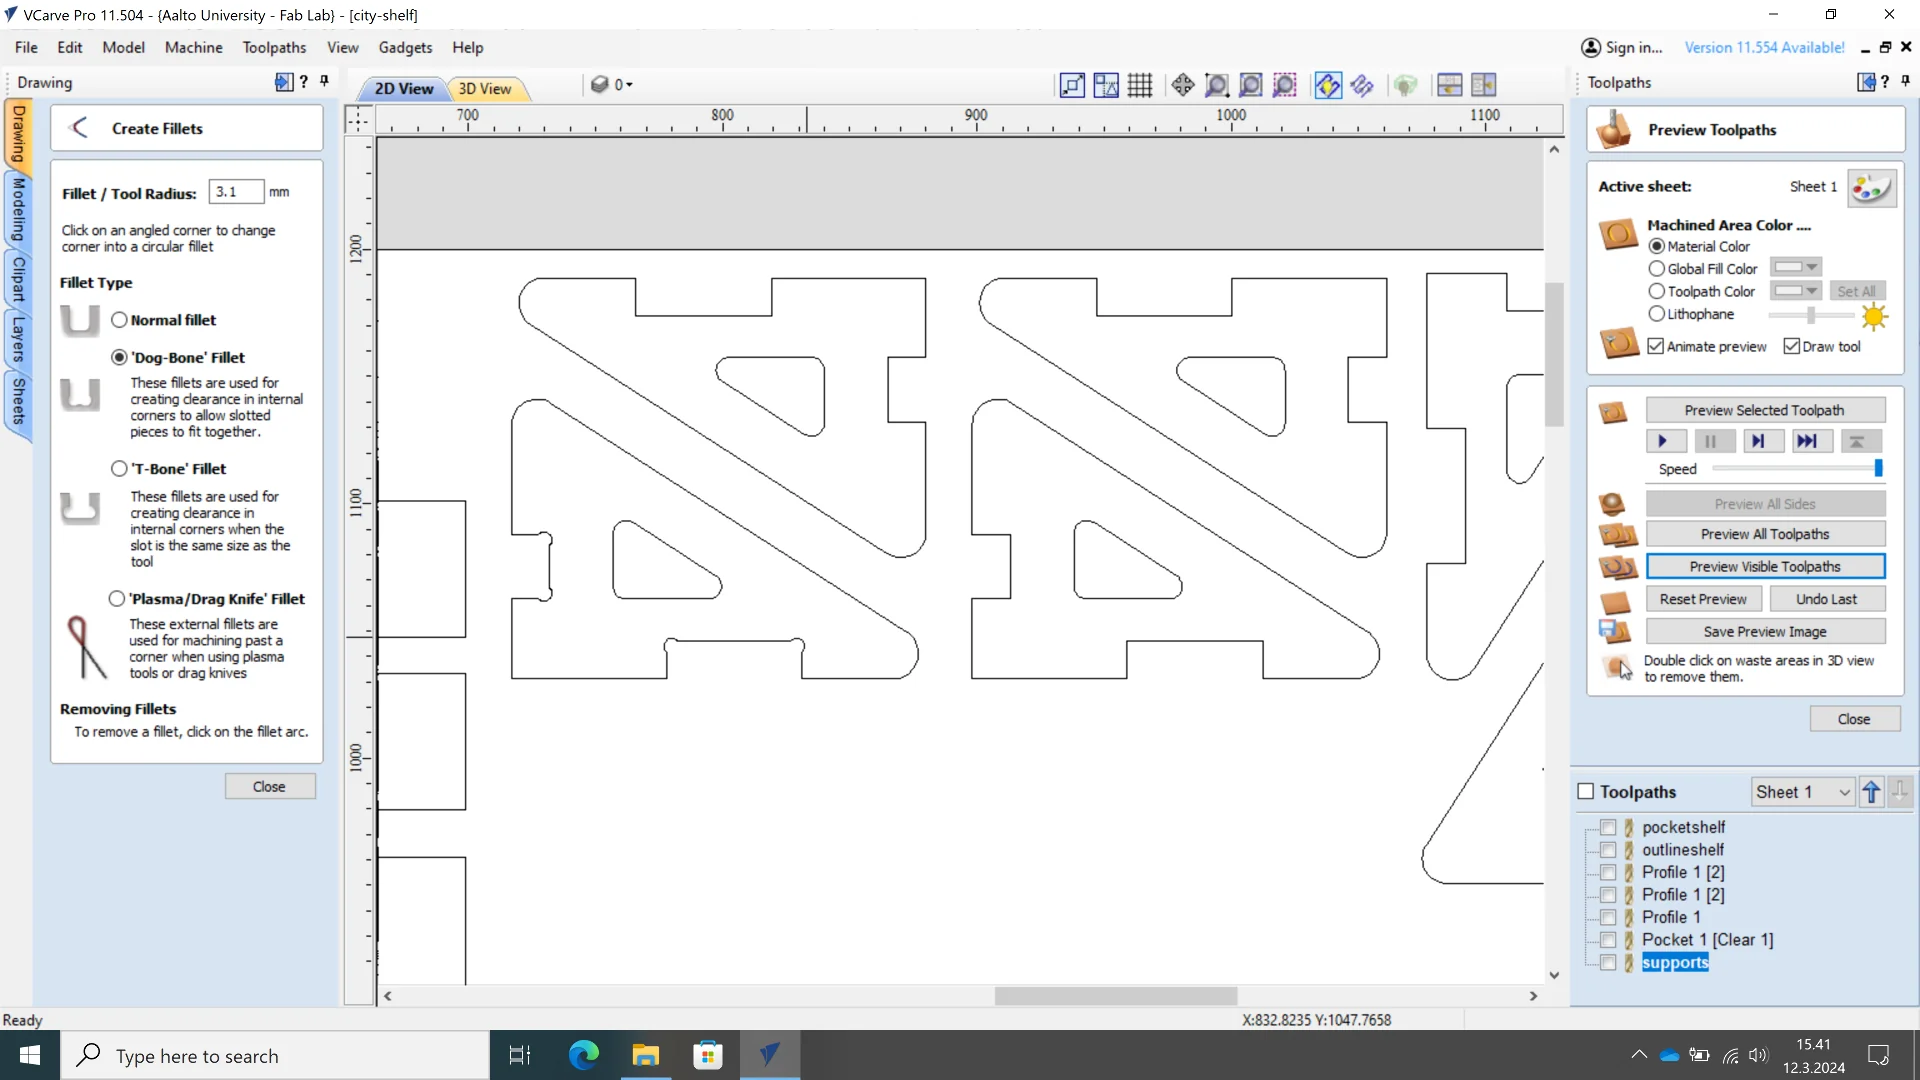 VCarve Pro 11.504 - {Aalto University - Fab Lab} - [city-shelf]
File Edit Model Machine Toolpaths View Gadgets Help
Sign in... Version 11.554 Available!
Drawing
Drawing
Modeling
Clipart
Layers
Sheets
Create Fillets
Fillet / Tool Radius: 3.1 mm
Click on an angled corner to change
corner into a circular fillet
Fillet Type
Normal fillet
'Dog-Bone' Fillet
These fillets are used for
creating clearance in internal
corners to allow slotted
pieces to fit together.
'T-Bone' Fillet
These fillets are used for
creating clearance in
internal corners when the
slot is the same size as the
tool
'Plasma/Drag Knife' Fillet
These external fillets are
used for machining past a
corner when using plasma
tools or drag knives
Removing Fillets
To remove a fillet, click on the fillet arc.
Close
2D View 3D View
0
700 800 900 1000 1100
1200
1100
1000
Toolpaths
Preview Toolpaths
Active sheet: Sheet 1
Machined Area Color ....
Material Color
Global Fill Color
Toolpath Color Set All
Lithophane
Animate preview Draw tool
Preview Selected Toolpath
Speed
Preview All Sides
Preview All Toolpaths
Preview Visible Toolpaths
Reset Preview Undo Last
Save Preview Image
Double click on waste areas in 3D view
to remove them.
Close
Toolpaths Sheet 1
pocketshelf
outlineshelf
Profile 1 [2]
Profile 1 [2]
Profile 1
Pocket 1 [Clear 1]
supports
Ready
X:832.8235 Y:1047.7658
Type here to search
15.41
12.3.2024